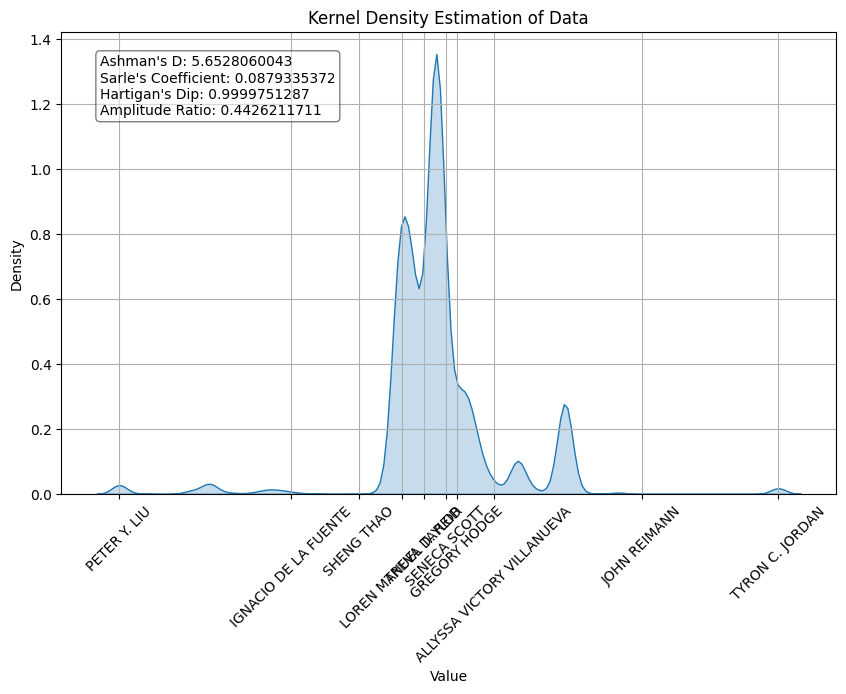 Kernel Density Estimation of Data
Ashman's D: 5.6528060043
Sarle's Coefficient: 0.0879335372
Hartigan's Dip: 0.9999751287
Amplitude Ratio: 0.4426211711
Density
1.4
1.2
1.0
0.8
0.6
0.4
0.2
0.0
PETER Y. LIU
IGNACIO DE LA FUENTE
SHENG THAO
LOREN MANUEL TAYLOR
TREVA D. REID
SENECA SCOTT
GREGORY HODGE
ALLYSSA VICTORY VILLANUEVA
JOHN REIMANN
TYRON C. JORDAN
Value